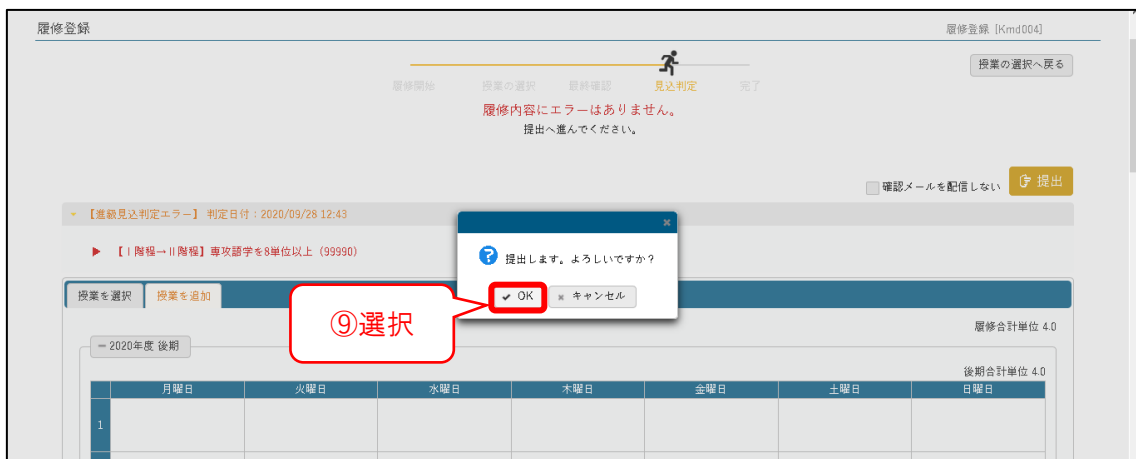 履修登録
履修登録 [Kmd004]
授業の選択へ戻る
履修開始 授業の選択 最終確認 見込判定 完了
履修内容にエラーはありません。
提出へ進んでください。
確認メールを配信しない 提出
【進級見込判定エラー】 判定日付：2020/09/28 12:43
【Ⅰ階程→Ⅱ階程】専攻語学を8単位以上（99990）
提出します。よろしいですか？
OK キャンセル
⑨選択
授業を選択 授業を追加
履修合計単位 4.0
2020年度 後期
後期合計単位 4.0
月曜日 火曜日 水曜日 木曜日 金曜日 土曜日 日曜日
1